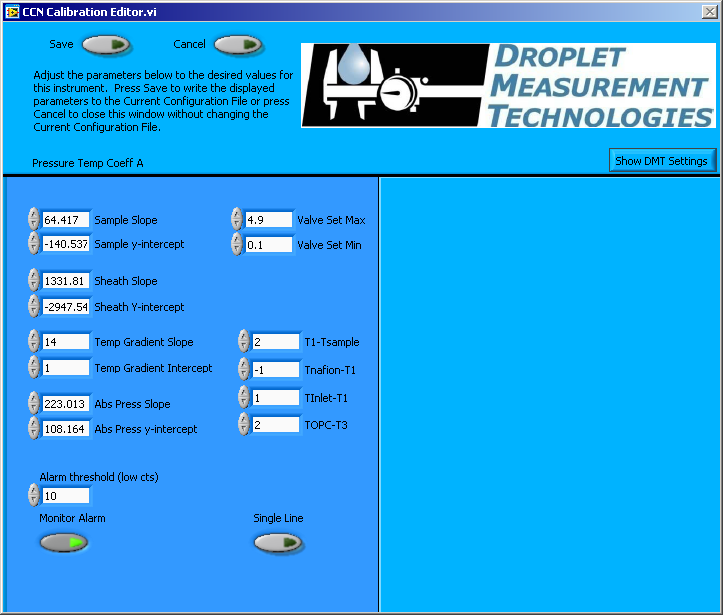 CCN Calibration Editor.vi
Save
Cancel
Adjust the parameters below to the desired values for
this instrument. Press Save to write the displayed
parameters to the Current Configuration File or press
Cancel to close this window without changing the
Current Configuration File.
DROPLET
MEASUREMENT
TECHNOLOGIES
Pressure Temp Coeff A
Show DMT Settings
64.417 Sample Slope
4.9 Valve Set Max
-140.537 Sample y-intercept
0.1 Valve Set Min
1331.81 Sheath Slope
-2947.54 Sheath Y-intercept
14 Temp Gradient Slope
2 T1-Tsample
1 Temp Gradient Intercept
-1 Tnafion-T1
223.013 Abs Press Slope
1 TInlet-T1
108.164 Abs Press y-intercept
2 TOPC-T3
Alarm threshold (low cts)
10
Monitor Alarm
Single Line